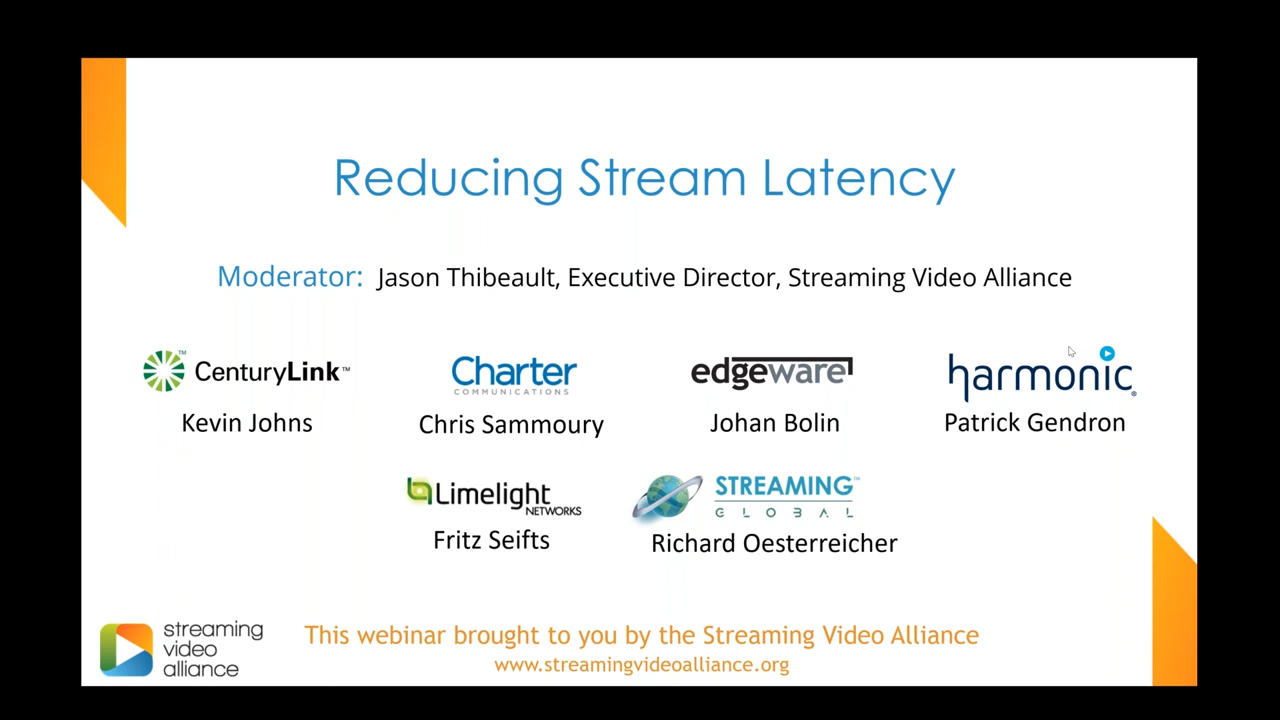 Reducing Stream Latency
Moderator: Jason Thibeault, Executive Director, Streaming Video Alliance
CenturyLink™
Charter
COMMUNICATIONS
edgeware
harmonic®
Kevin Johns
Chris Sammoury
Johan Bolin
Patrick Gendron
Limelight
NETWORKS
STREAMING™
GLOBAL
Fritz Seifts
Richard Oesterreicher
streaming
video
alliance
This webinar brought to you by the Streaming Video Alliance
www.streamingvideoalliance.org